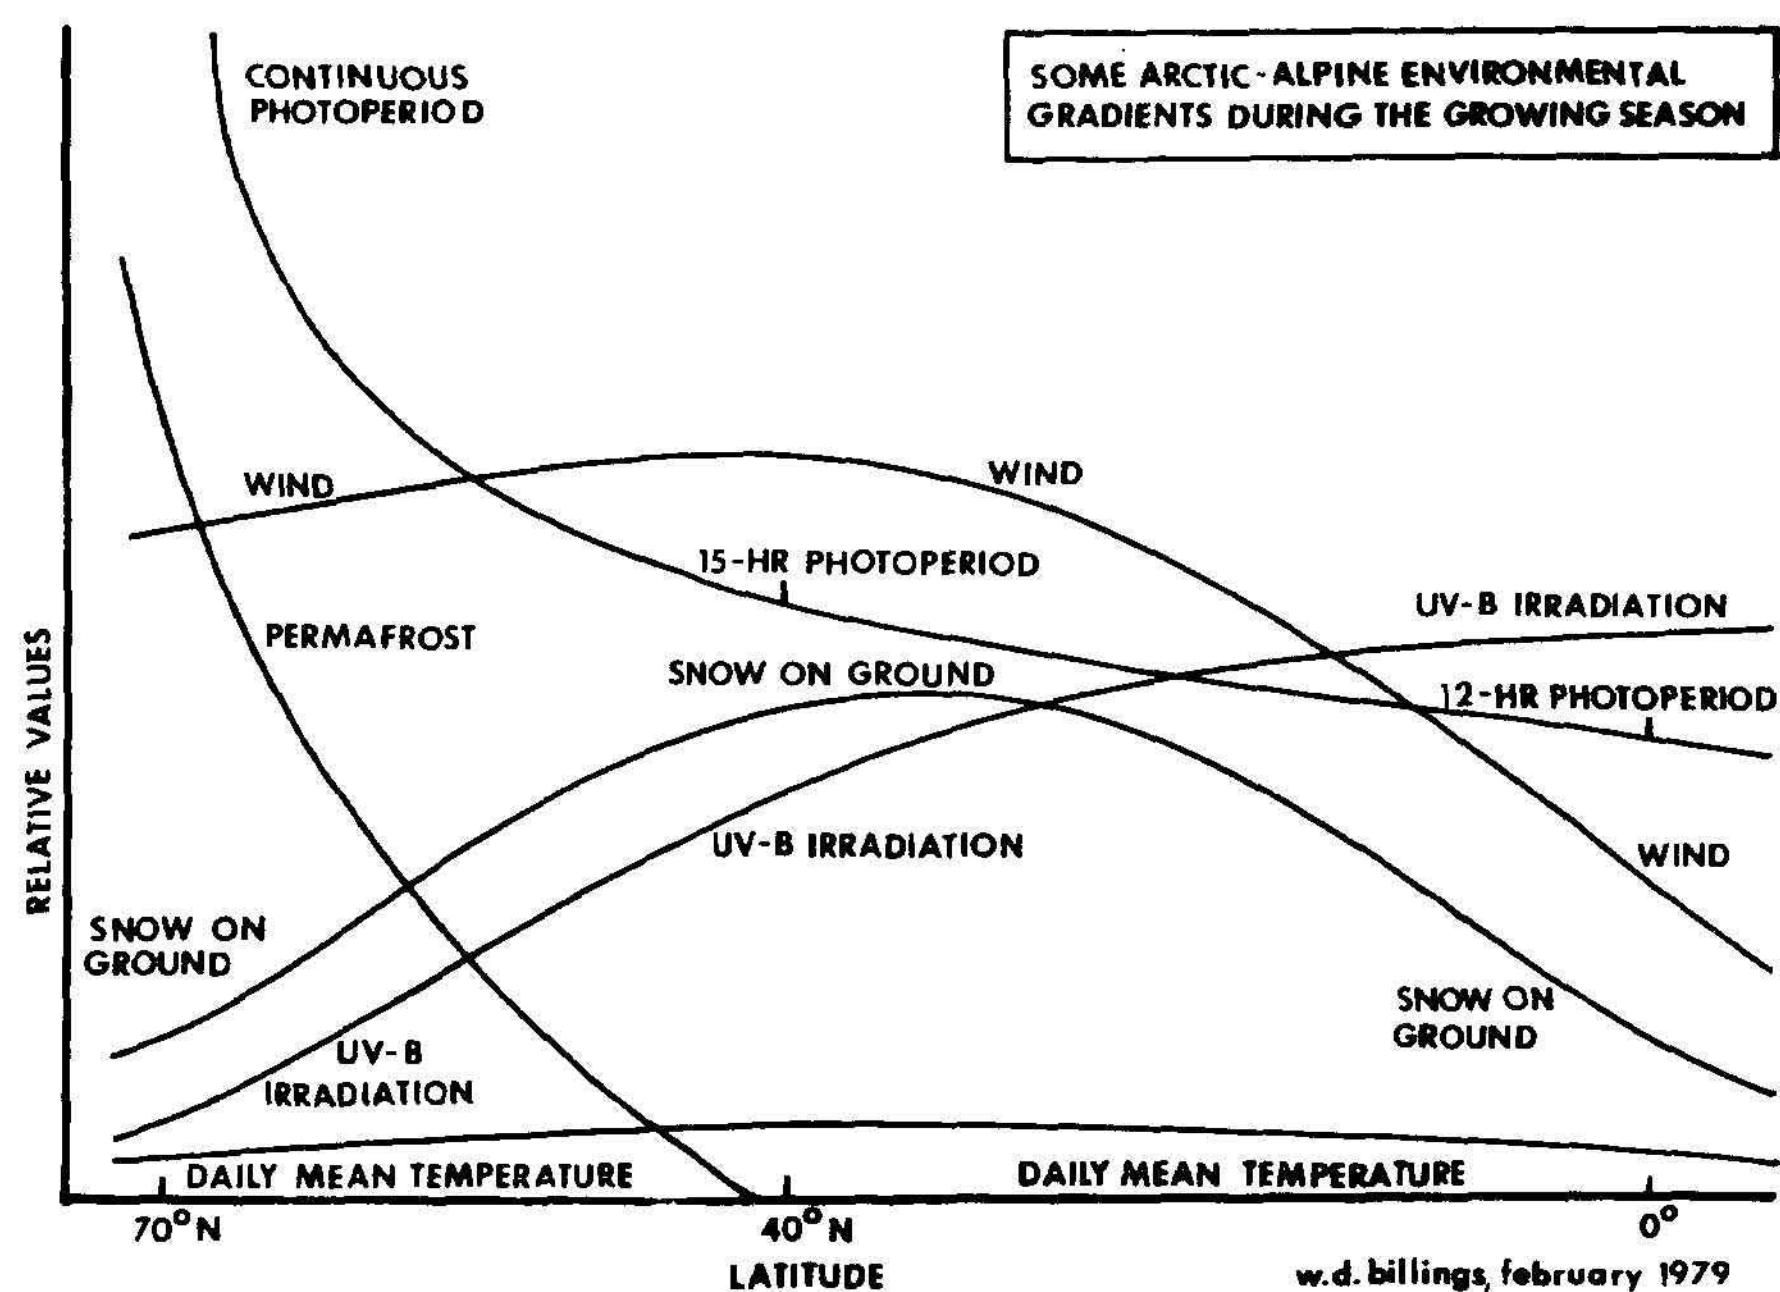 CONTINUOUS
PHOTOPERIOD
SOME ARCTIC-ALPINE ENVIRONMENTAL
GRADIENTS DURING THE GROWING SEASON
WIND
WIND
15-HR PHOTOPERIOD
UV-B IRRADIATION
PERMAFROST
SNOW ON GROUND
12-HR PHOTOPERIOD
RELATIVE VALUES
UV-B IRRADIATION
WIND
SNOW ON
GROUND
SNOW ON
GROUND
UV-B
IRRADIATION
DAILY MEAN TEMPERATURE
DAILY MEAN TEMPERATURE
70°N
40°N
0°
LATITUDE
w.d. billings, february 1979